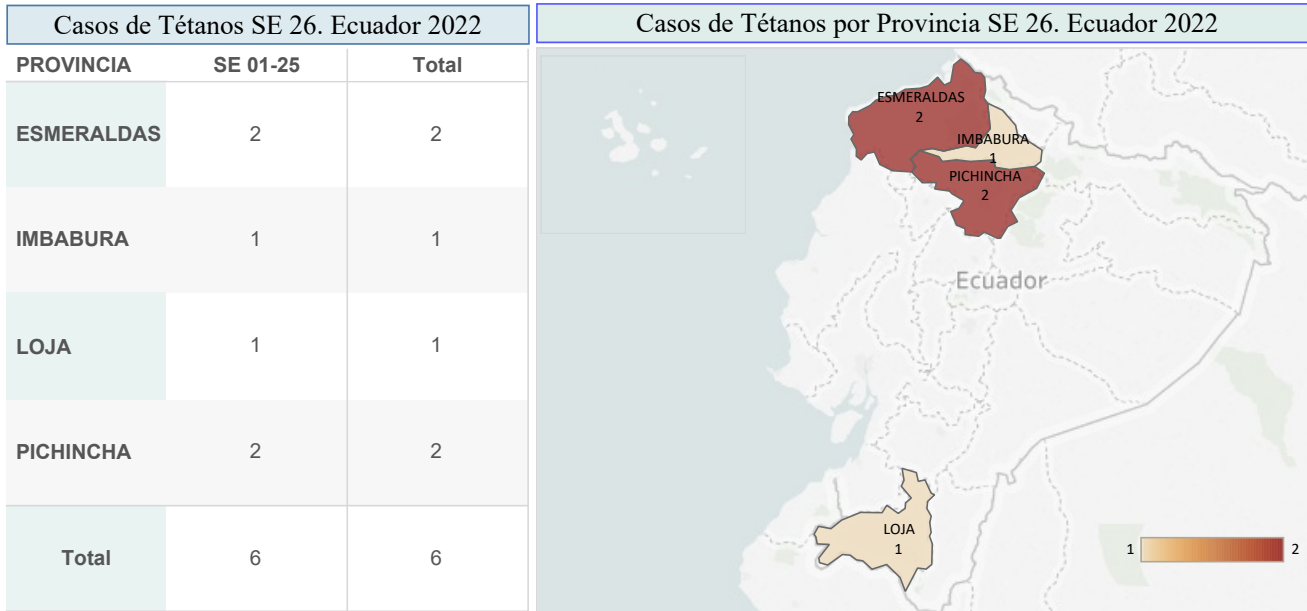 Casos de Tétanos SE 26. Ecuador 2022
PROVINCIA SE 01-25 Total
ESMERALDAS 2 2
IMBABURA 1 1
LOJA 1 1
PICHINCHA 2 2
Total 6 6
Casos de Tétanos por Provincia SE 26. Ecuador 2022
ESMERALDAS
2
IMBABURA
1
PICHINCHA
2
Ecuador
LOJA
1
1 2